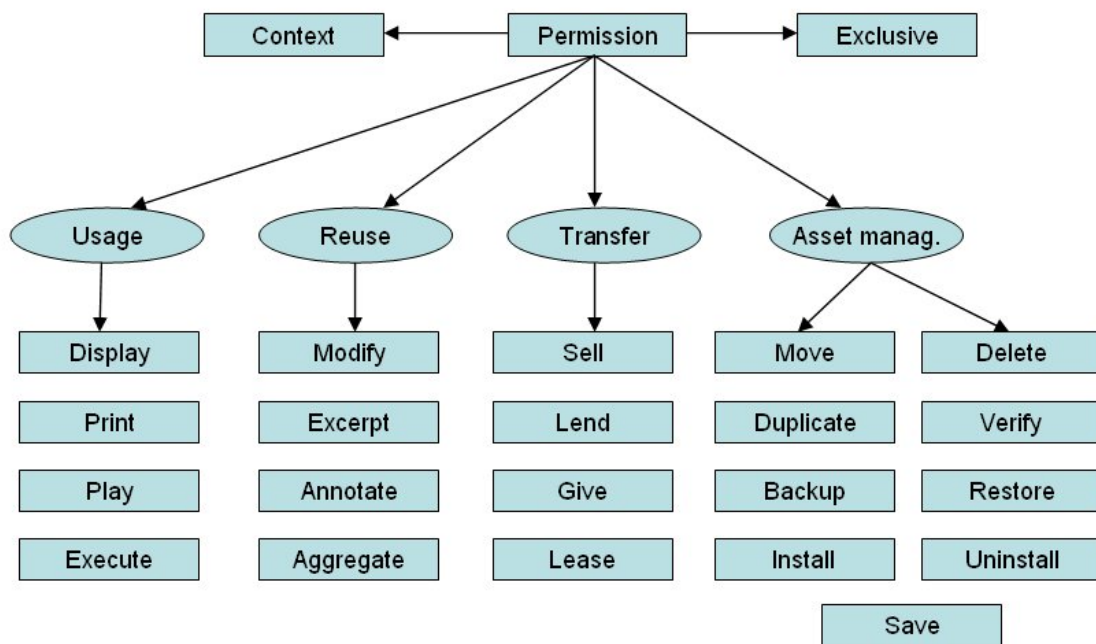 Context
Permission
Exclusive
Usage
Reuse
Transfer
Asset manag.
Display
Modify
Sell
Move
Delete
Print
Excerpt
Lend
Duplicate
Verify
Play
Annotate
Give
Backup
Restore
Execute
Aggregate
Lease
Install
Uninstall
Save